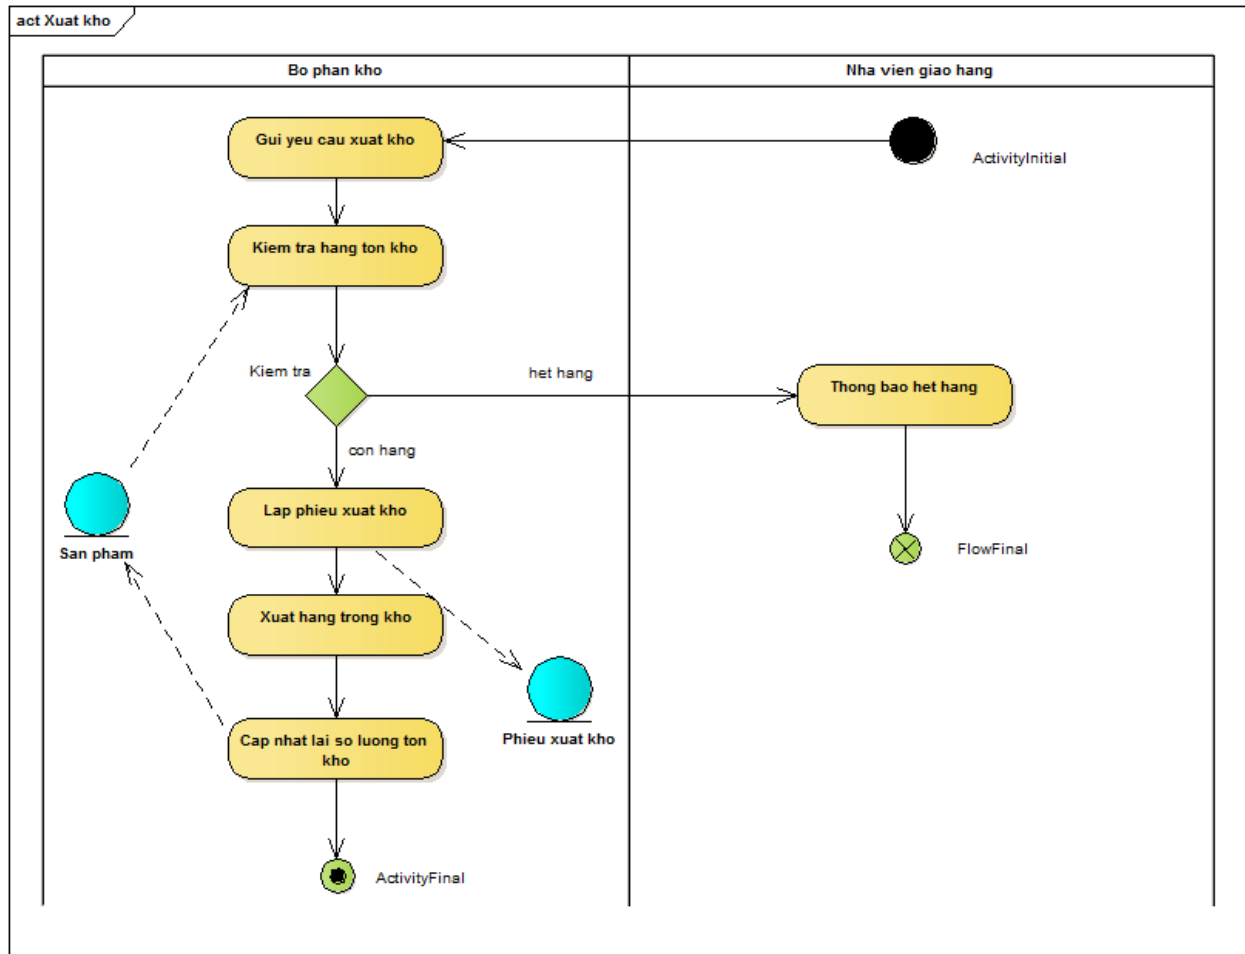 act Xuat kho
Bo phan kho
Nha vien giao hang
Gui yeu cau xuat kho
ActivityInitial
Kiem tra hang ton kho
Kiem tra
het hang
Thong bao het hang
con hang
Lap phieu xuat kho
San pham
FlowFinal
Xuat hang trong kho
Phieu xuat kho
Cap nhat lai so luong ton
kho
ActivityFinal